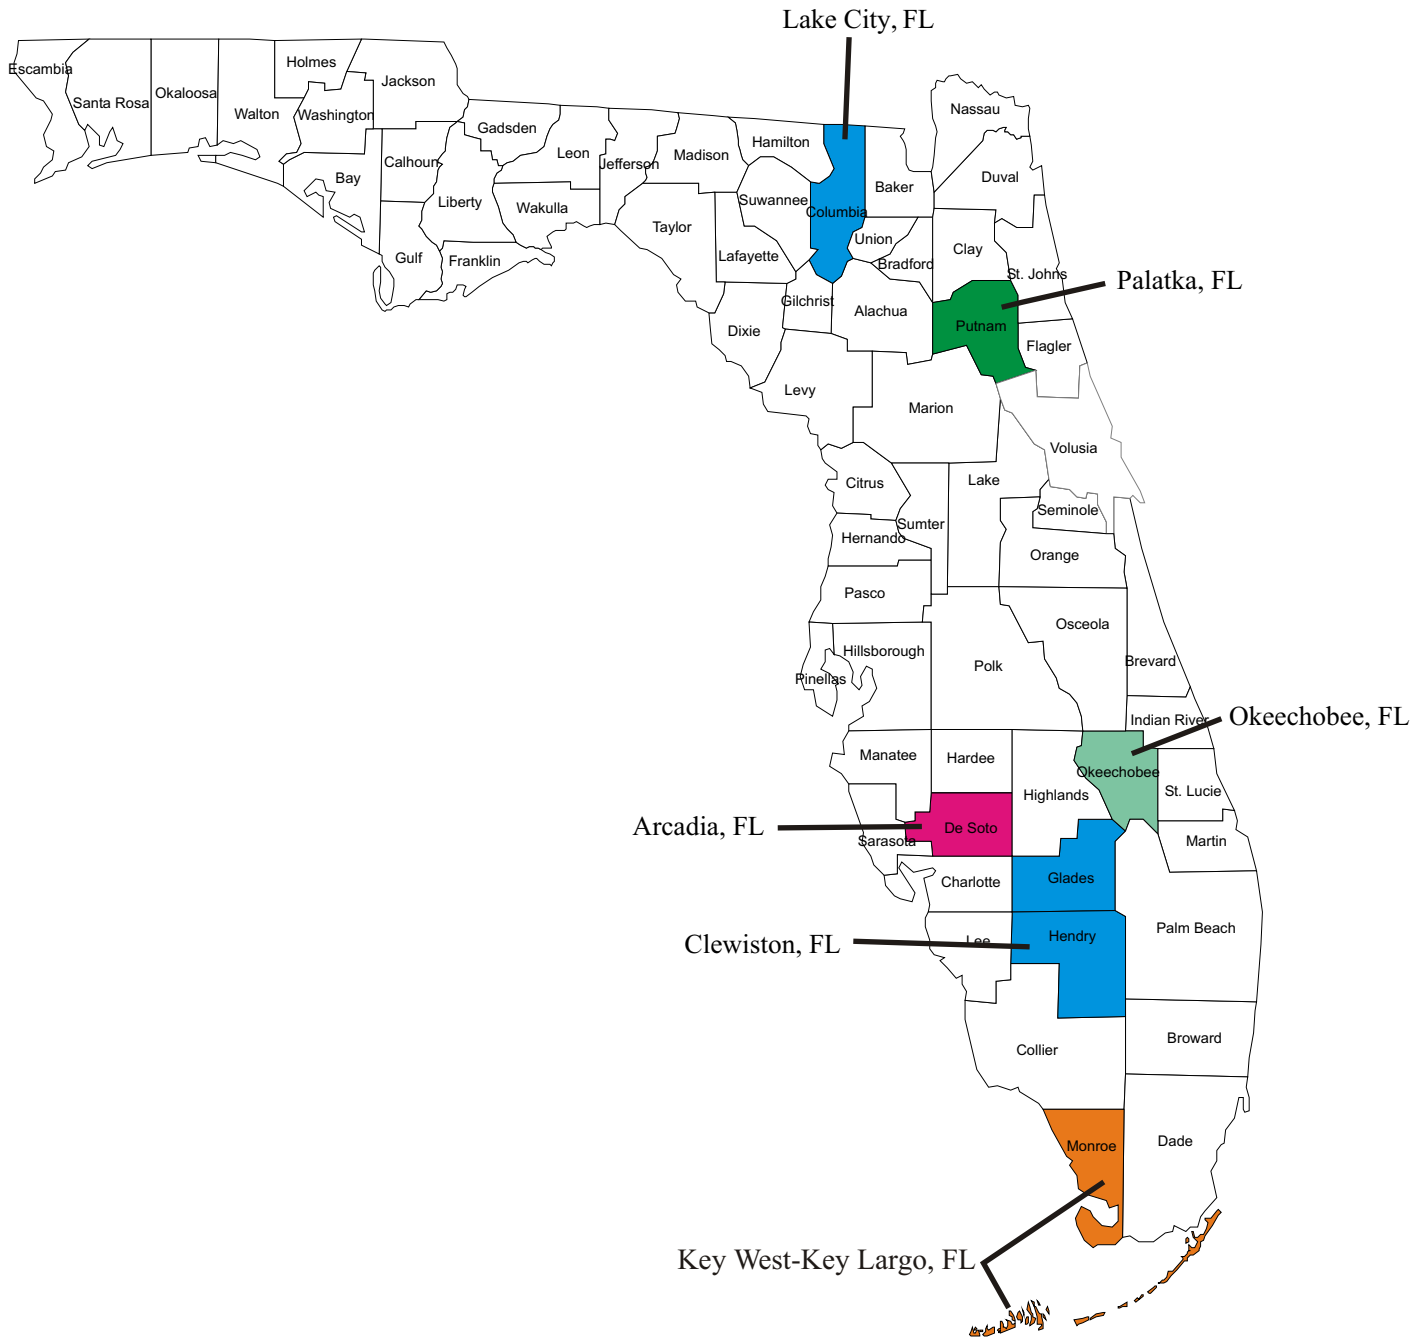 Lake City, FL
Escambia
Santa Rosa
Okaloosa
Walton
Holmes
Washington
Jackson
Bay
Calhoun
Gulf
Liberty
Gadsden
Franklin
Leon
Wakulla
Jefferson
Madison
Taylor
Hamilton
Suwannee
Lafayette
Columbia
Baker
Nassau
Duval
Union
Bradford
Clay
St. Johns
Palatka, FL
Gilchrist
Dixie
Alachua
Putnam
Flagler
Levy
Marion
Volusia
Citrus
Lake
Sumter
Seminole
Hernando
Orange
Pasco
Osceola
Hillsborough
Pinellas
Polk
Brevard
Indian River
Okeechobee, FL
Manatee
Hardee
Highlands
Okeechobee
St. Lucie
Arcadia, FL
De Soto
Sarasota
Martin
Charlotte
Glades
Clewiston, FL
Lee
Hendry
Palm Beach
Collier
Broward
Monroe
Dade
Key West-Key Largo, FL